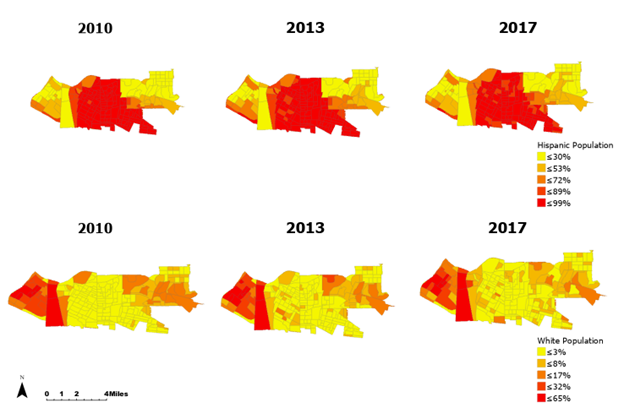 2010 2013 2017
Hispanic Population
≤30%
≤53%
≤72%
≤89%
≤99%
2010 2013 2017
White Population
≤3%
≤8%
≤17%
≤32%
≤65%
N
0 1 2 4 Miles